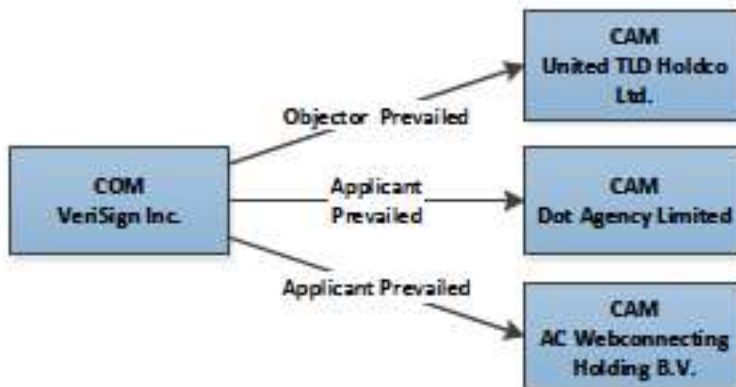 COM
VeriSign Inc.
Objector Prevailed
Applicant
Prevailed
Applicant Prevailed
CAM
United TLD Holdco
Ltd.
CAM
Dot Agency Limited
CAM
AC Webconnecting
Holding B.V.